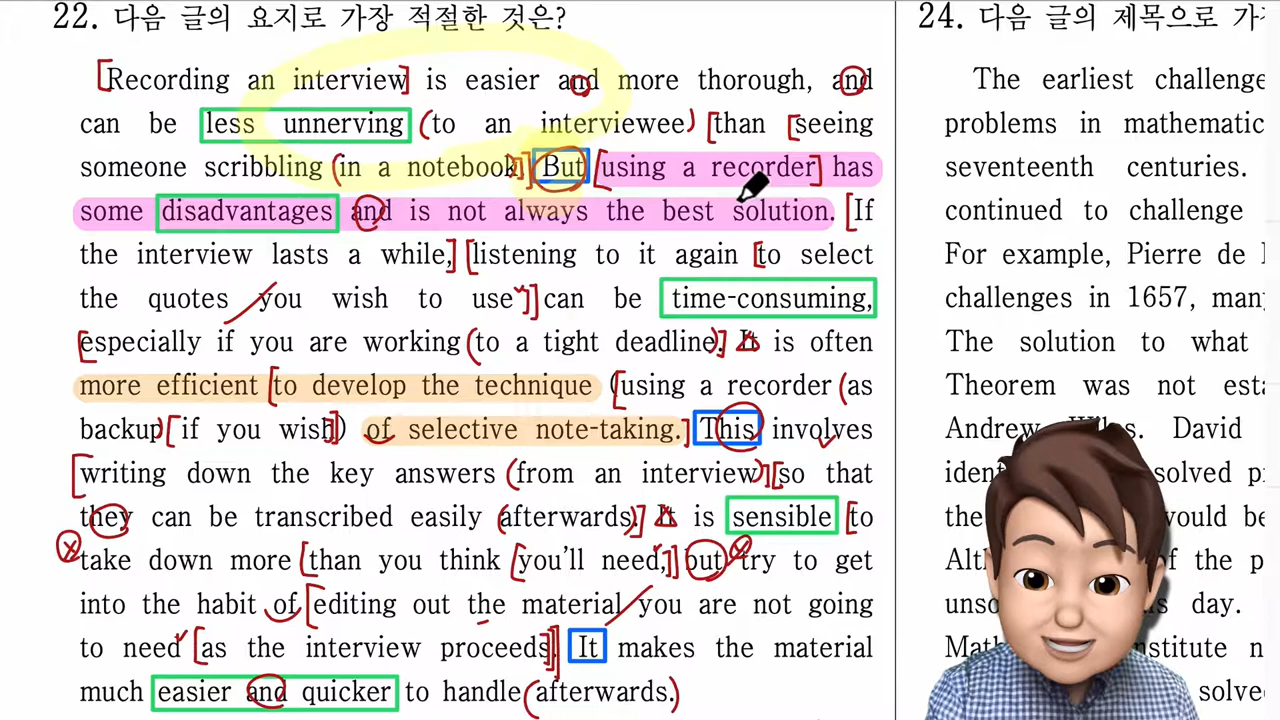 22. 다음 글의 요지로 가장 적절한 것은?
Recording an interview is easier and more thorough, and
can be less unnerving (to an interviewee) than seeing
someone scribbling in a notebook. But using a recorder has
some disadvantages and is not always the best solution. If
the interview lasts a while, listening to it again to select
the quotes you wish to use can be time-consuming,
especially if you are working to a tight deadline. It is often
more efficient to develop the technique (using a recorder as
backup if you wish) of selective note-taking. This involves
writing down the key answers from an interview so that
they can be transcribed easily afterwards. It is sensible to
take down more than you think you'll need, but try to get
into the habit of editing out the material you are not going
to need as the interview proceeds. It makes the material
much easier and quicker to handle afterwards.
24. 다음 글의 제목으로
The earliest challenge
problems in mathematic
seventeenth centuries.
continued to challenge
For example, Pierre de
challenges in 1657, many
The solution to what
Theorem was not esta
Andrew Wiles. David
solved
the would be
of the
day.